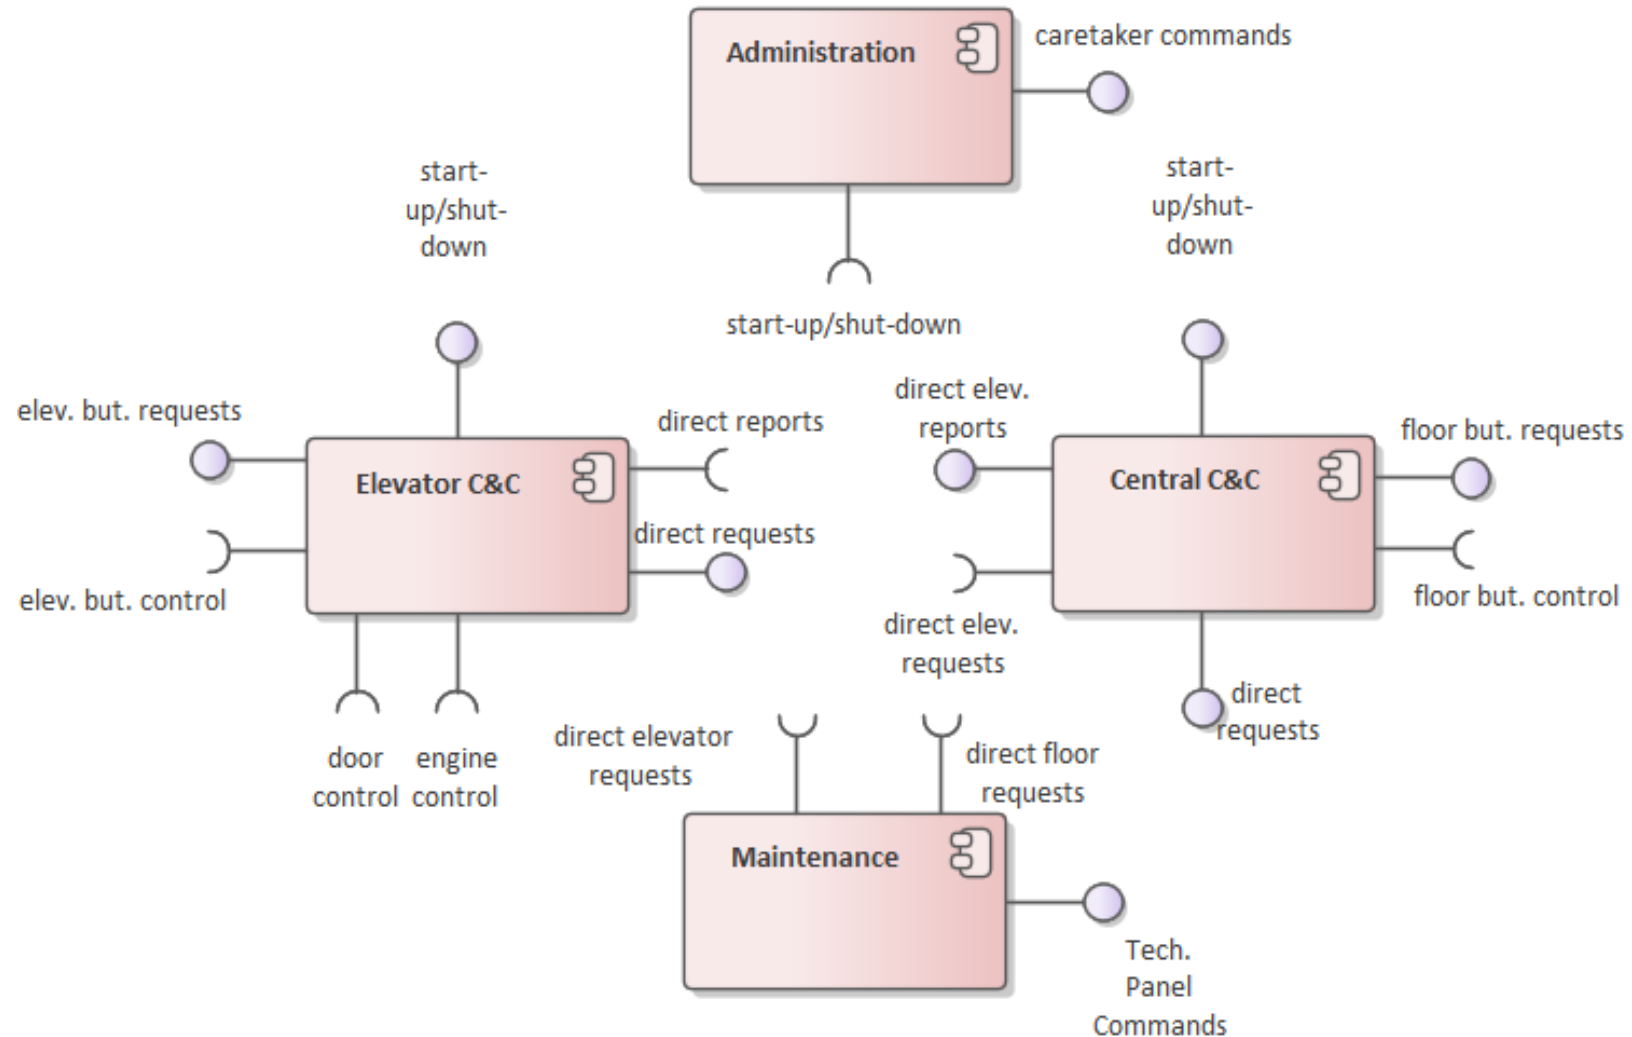 Administration
caretaker commands
start-
up/shut-
down
start-
up/shut-
down
start-up/shut-down
elev. but. requests
direct reports
direct elev.
reports
floor but. requests
Elevator C&C
Central C&C
direct requests
elev. but. control
floor but. control
direct elev.
requests
direct
requests
door
control
engine
control
direct elevator
requests
direct floor
requests
Maintenance
Tech.
Panel
Commands